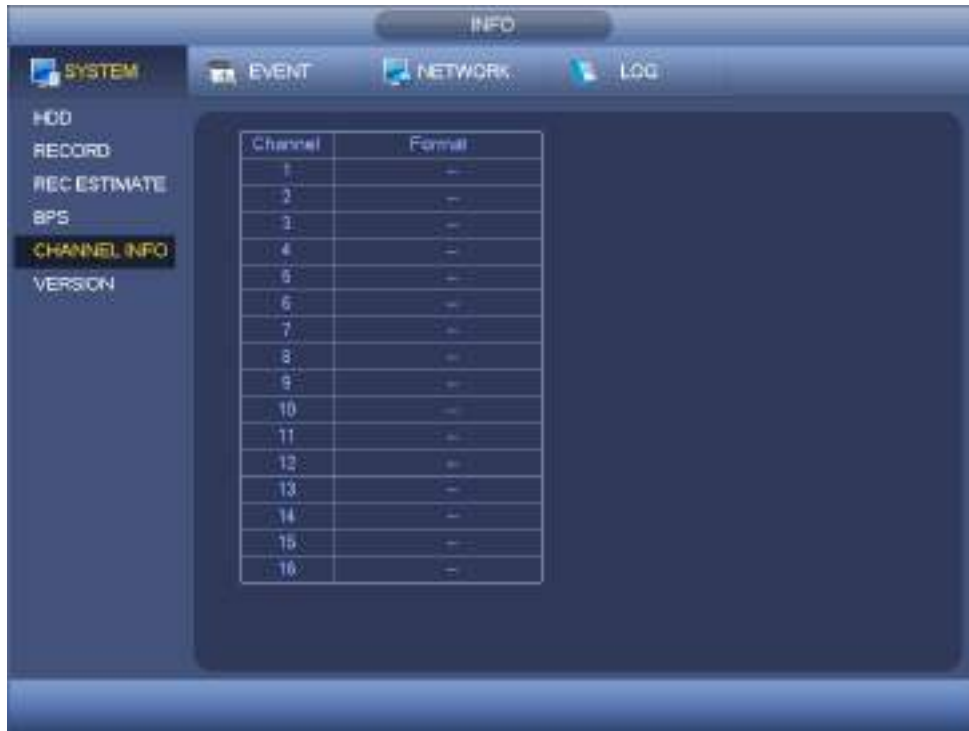 INFO
SYSTEM EVENT NETWORK LOG
HDD
RECORD
REC ESTIMATE
BPS
CHANNEL INFO
VERSION
Channel Format
1 --
2 --
3 --
4 --
5 --
6 --
7 --
8 --
9 --
10 --
11 --
12 --
13 --
14 --
15 --
16 --